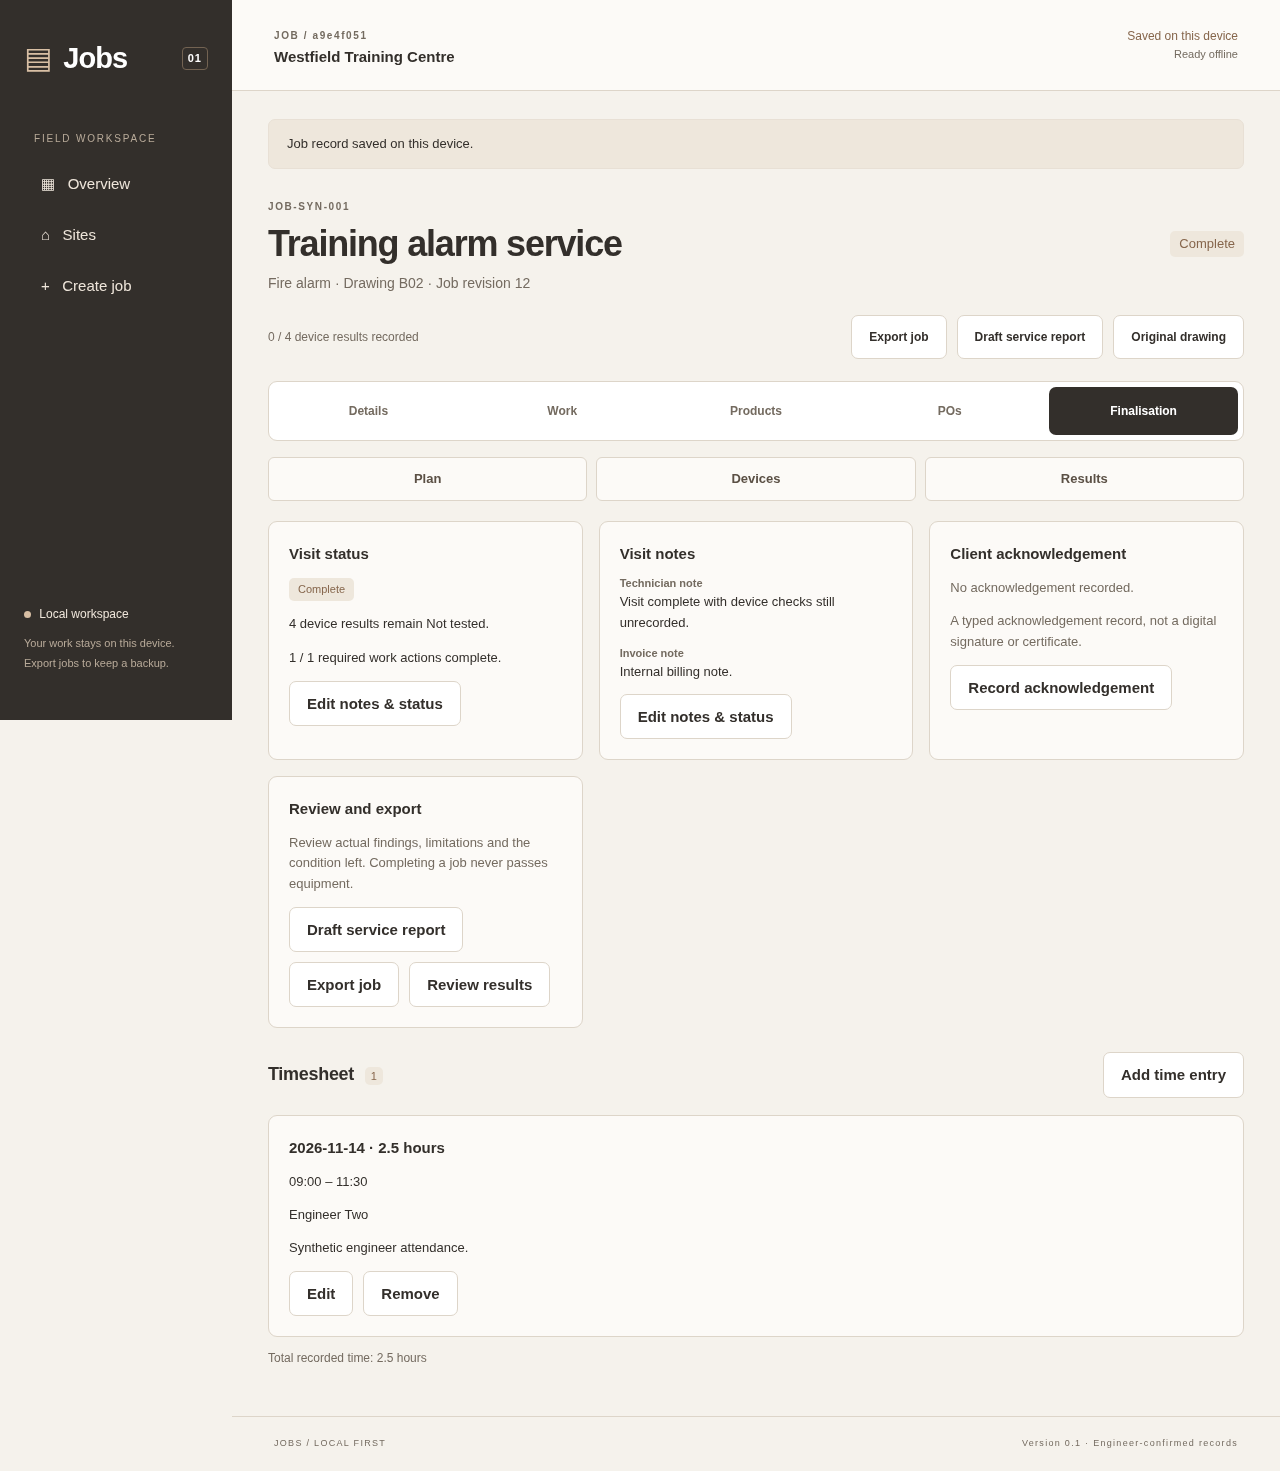 Jobs
01
FIELD WORKSPACE
Overview
Sites
+ Create job
Local workspace
Your work stays on this device.
Export jobs to keep a backup.
JOB / a9e4f051
Westfield Training Centre
Saved on this device
Ready offline
Job record saved on this device.
JOB-SYN-001
Training alarm service
Complete
Fire alarm · Drawing B02 · Job revision 12
0 / 4 device results recorded
Export job
Draft service report
Original drawing
Details
Work
Products
POs
Finalisation
Plan
Devices
Results
Visit status
Complete
4 device results remain Not tested.
1 / 1 required work actions complete.
Edit notes & status
Visit notes
Technician note
Visit complete with device checks still
unrecorded.
Invoice note
Internal billing note.
Edit notes & status
Client acknowledgement
No acknowledgement recorded.
A typed acknowledgement record, not a digital
signature or certificate.
Record acknowledgement
Review and export
Review actual findings, limitations and the
condition left. Completing a job never passes
equipment.
Draft service report
Export job
Review results
Timesheet 1
Add time entry
2026-11-14 · 2.5 hours
09:00 – 11:30
Engineer Two
Synthetic engineer attendance.
Edit
Remove
Total recorded time: 2.5 hours
JOBS / LOCAL FIRST
Version 0.1 · Engineer-confirmed records